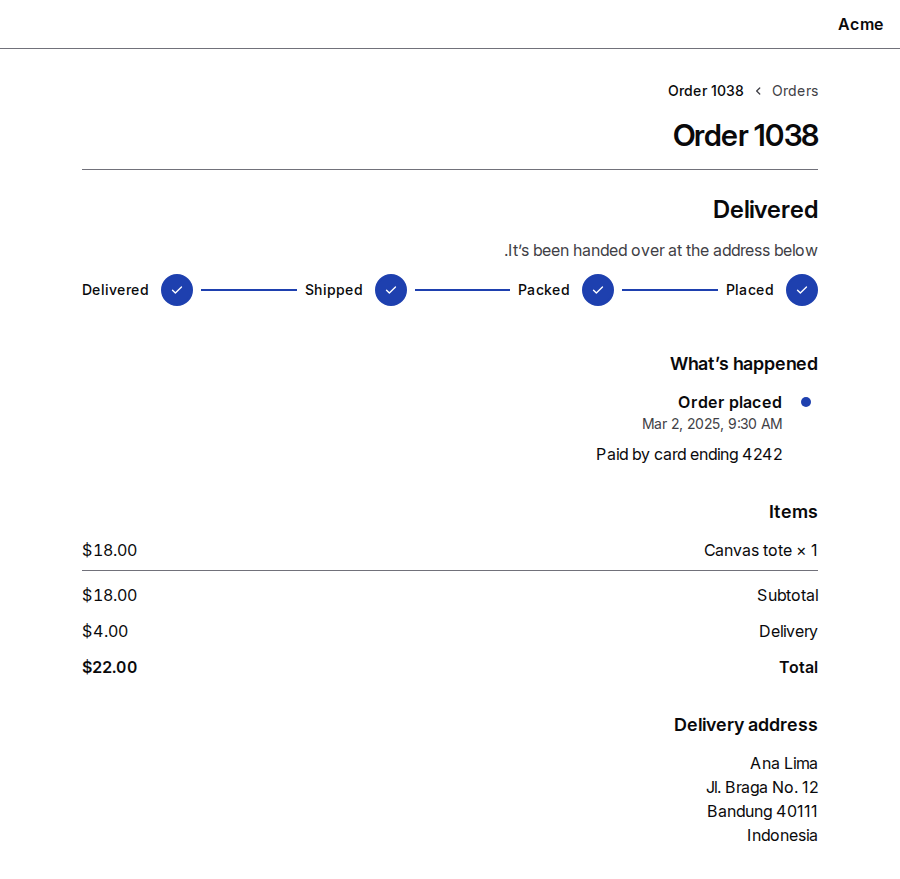 Acme
Orders ‹ Order 1038
Order 1038
Delivered
.It’s been handed over at the address below
Placed Packed Shipped Delivered
What’s happened
Order placed
Mar 2, 2025, 9:30 AM
Paid by card ending 4242
Items
Canvas tote × 1 $18.00
Subtotal $18.00
Delivery $4.00
Total $22.00
Delivery address
Ana Lima
Jl. Braga No. 12
Bandung 40111
Indonesia